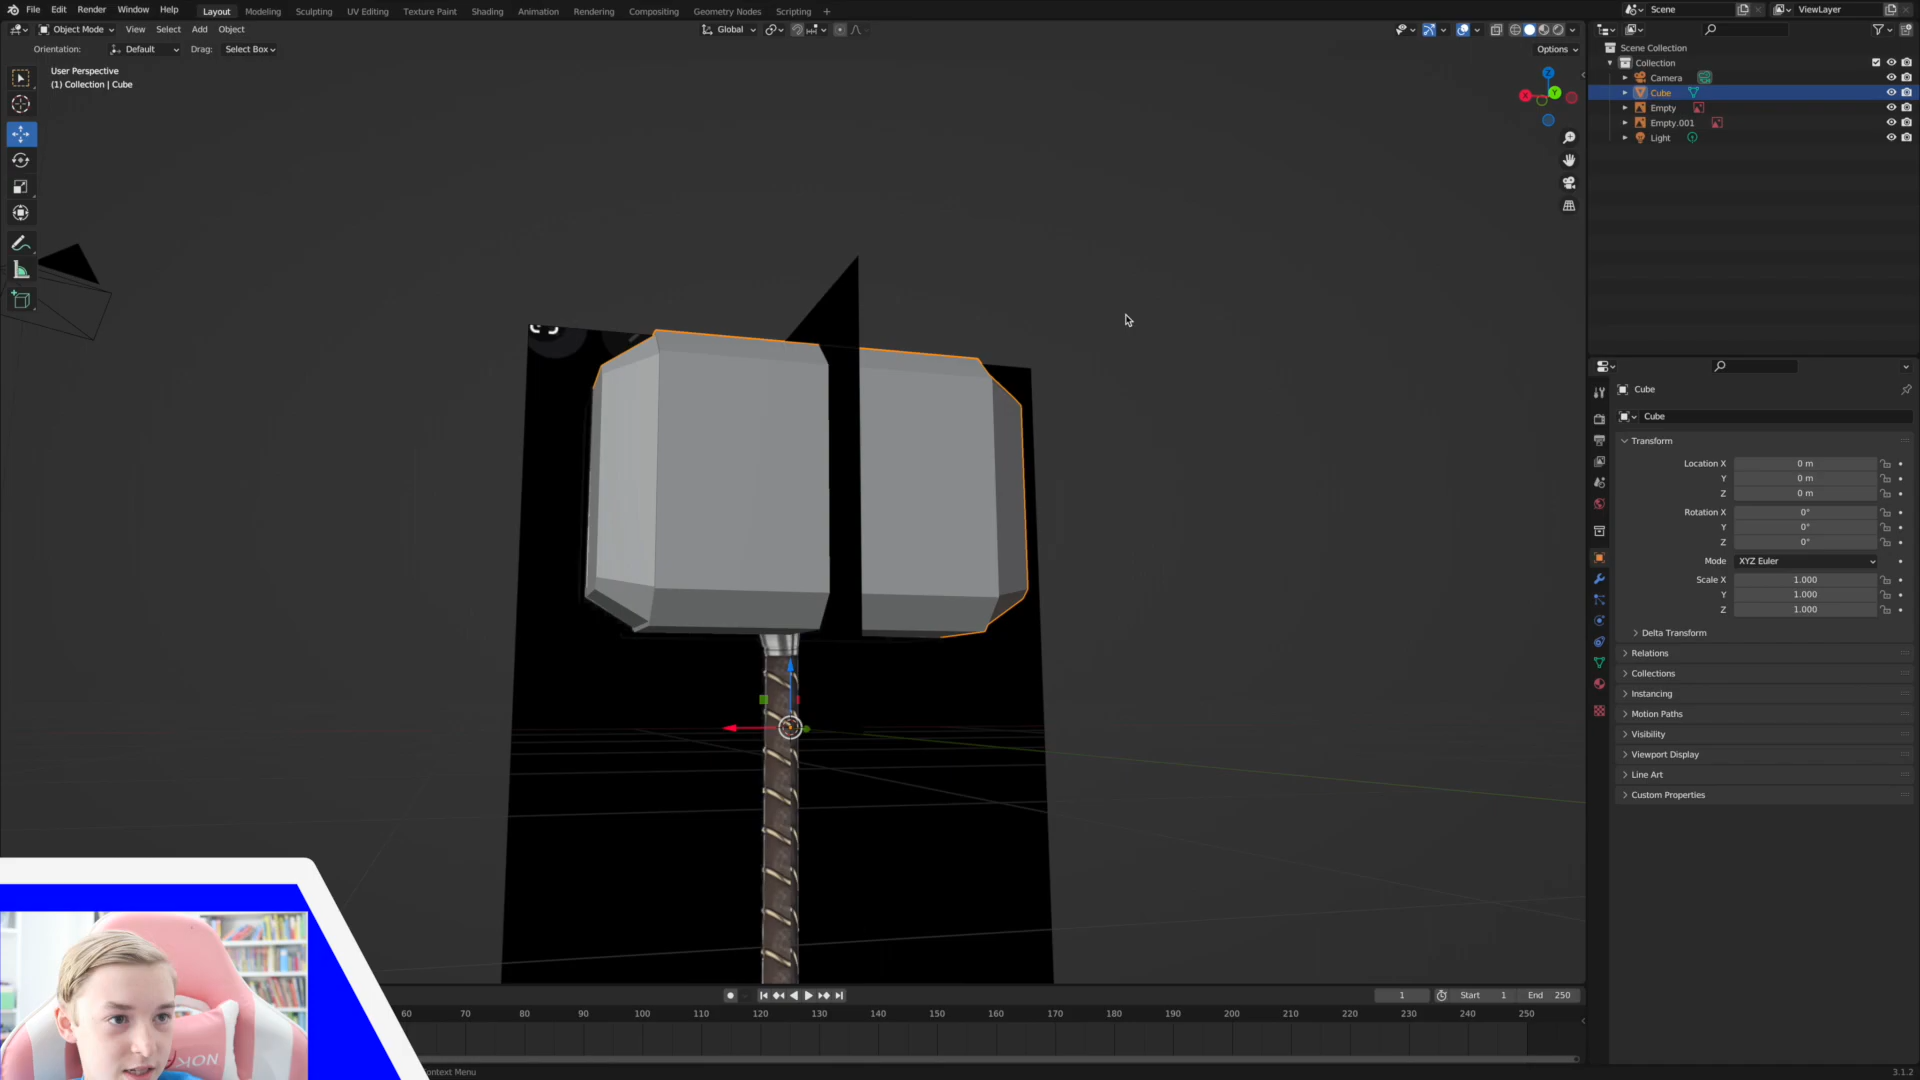 File Edit Render Window Help Layout Modeling Sculpting UV Editing Texture Paint Shading Animation Rendering Compositing Geometry Nodes Scripting + Scene ViewLayer
Object Mode View Select Add Object Global
Orientation: Default Drag: Select Box Options
User Perspective
(1) Collection | Cube
Z
X
Y
Scene Collection
Collection
Camera
Cube
Empty
Empty.001
Light
Cube
Cube
Transform
Location X 0 m
Y 0 m
Z 0 m
Rotation X 0°
Y 0°
Z 0°
Mode XYZ Euler
Scale X 1.000
Y 1.000
Z 1.000
Delta Transform
Relations
Collections
Instancing
Motion Paths
Visibility
Viewport Display
Line Art
Custom Properties
1 Start 1 End 250
60 70 80 90 100 110 120 130 140 150 160 170 180 190 200 210 220 230 240 250
ontext Menu
3.1.2